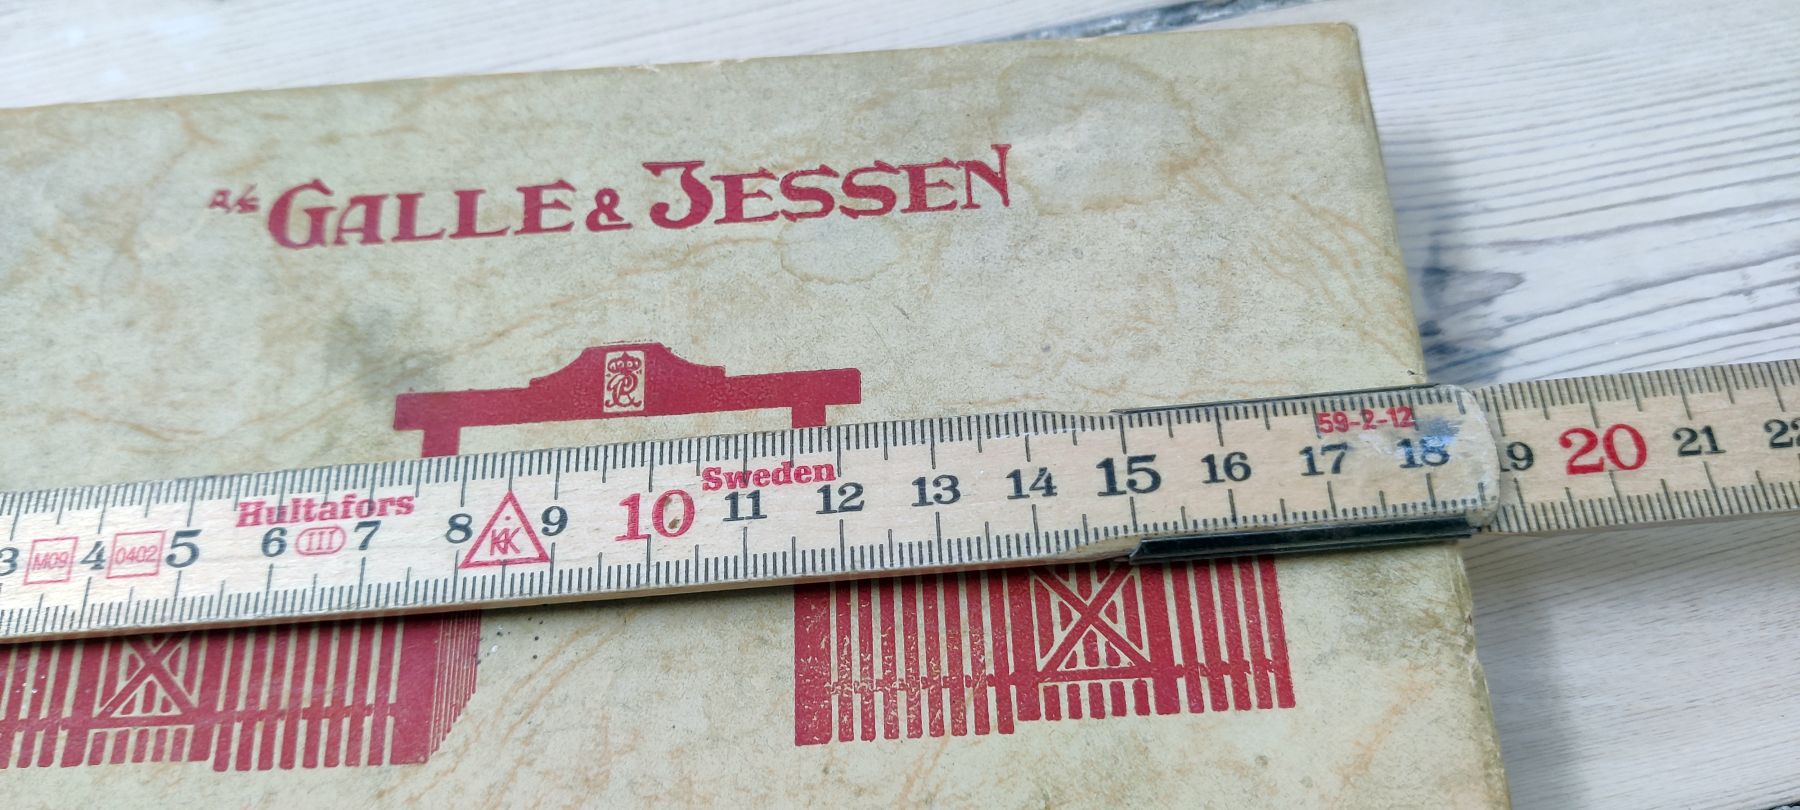 A/S GALLE & JESSEN
59-2-12
Sweden
Hultafors
3 M09 4 0402 5 6 III 7 8 KK 9 10 11 12 13 14 15 16 17 18 19 20 21 22